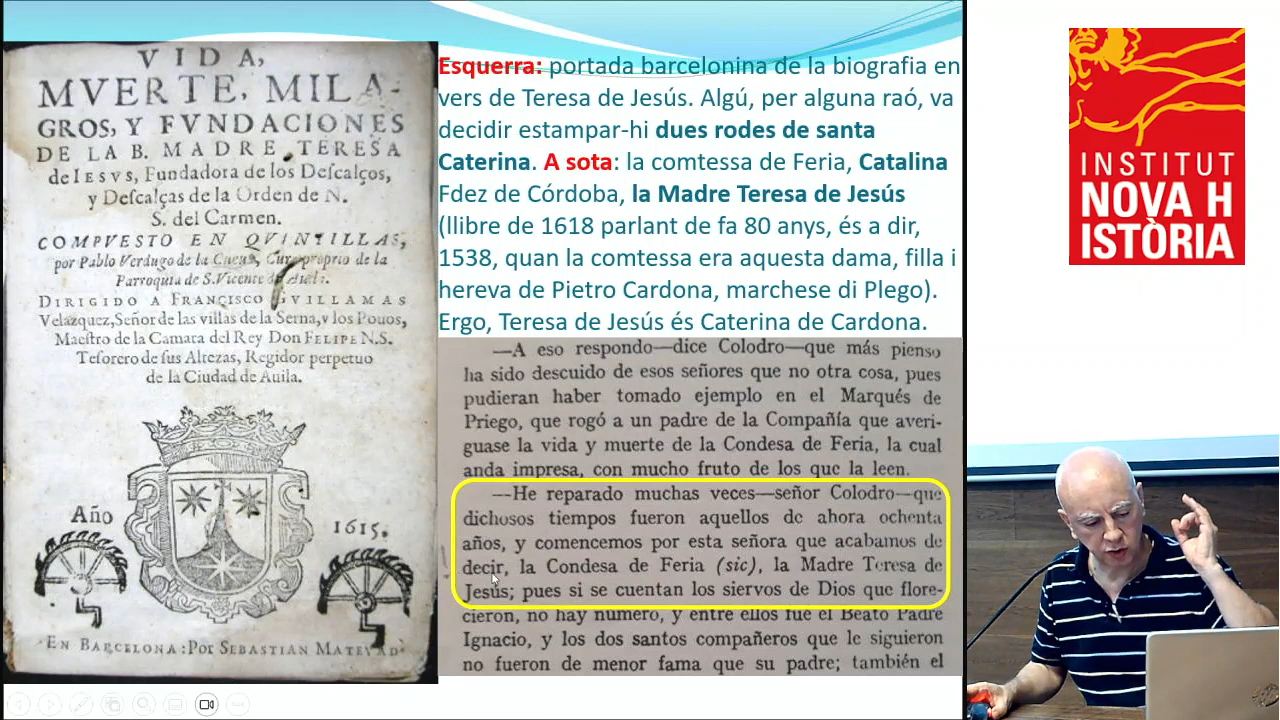 VIDA,
MVERTE, MILA-
GROS, Y FVNDACIONES
DE LA B. MADRE TERESA
de IESVS, Fundadora de los Descalços,
y Descalças de la Orden de N.
S. del Carmen.
COMPVESTO EN QVINTILLAS,
por Pablo Verdugo de la Cueua, Cura proprio de la
Parroquia de S. Vicente de Auila.
DIRIGIDO A FRANCISCO GVILLAMAS
Velazquez, Señor de las villas de la Serna, y los Pouos,
Maestro de la Camara del Rey Don FELIPE N.S.
Tesorero de sus Altezas, Regidor perpetuo
de la Ciudad de Auila.
Año 1615.
EN BARCELONA: Por SEBASTIAN MATEVAD
Esquerra: portada barcelonina de la biografia en
vers de Teresa de Jesús. Algú, per alguna raó, va
decidir estampar-hi dues rodes de santa
Caterina. A sota: la comtessa de Feria, Catalina
Fdez de Córdoba, la Madre Teresa de Jesús
(llibre de 1618 parlant de fa 80 anys, és a dir,
1538, quan la comtessa era aquesta dama, filla i
hereva de Pietro Cardona, marchese di Plego).
Ergo, Teresa de Jesús és Caterina de Cardona.
—A eso respondo—dice Colodro—que más pienso
ha sido descuido de esos señores que no otra cosa, pues
pudieran haber tomado ejemplo en el Marqués de
Priego, que rogó a un padre de la Compañía que averi-
guase la vida y muerte de la Condesa de Feria, la cual
anda impresa, con mucho fruto de los que la leen.
—He reparado muchas veces—señor Colodro—que
dichosos tiempos fueron aquellos de ahora ochenta
años, y comencemos por esta señora que acabamos de
decir, la Condesa de Feria (sic), la Madre Teresa de
Jesús; pues si se cuentan los siervos de Dios que flore-
cieron, no hay número, y entre ellos fue el Beato Padre
Ignacio, y los dos santos compañeros que le siguieron
no fueron de menor fama que su padre; también el
INSTITUT
NOVA H
ISTÒRIA